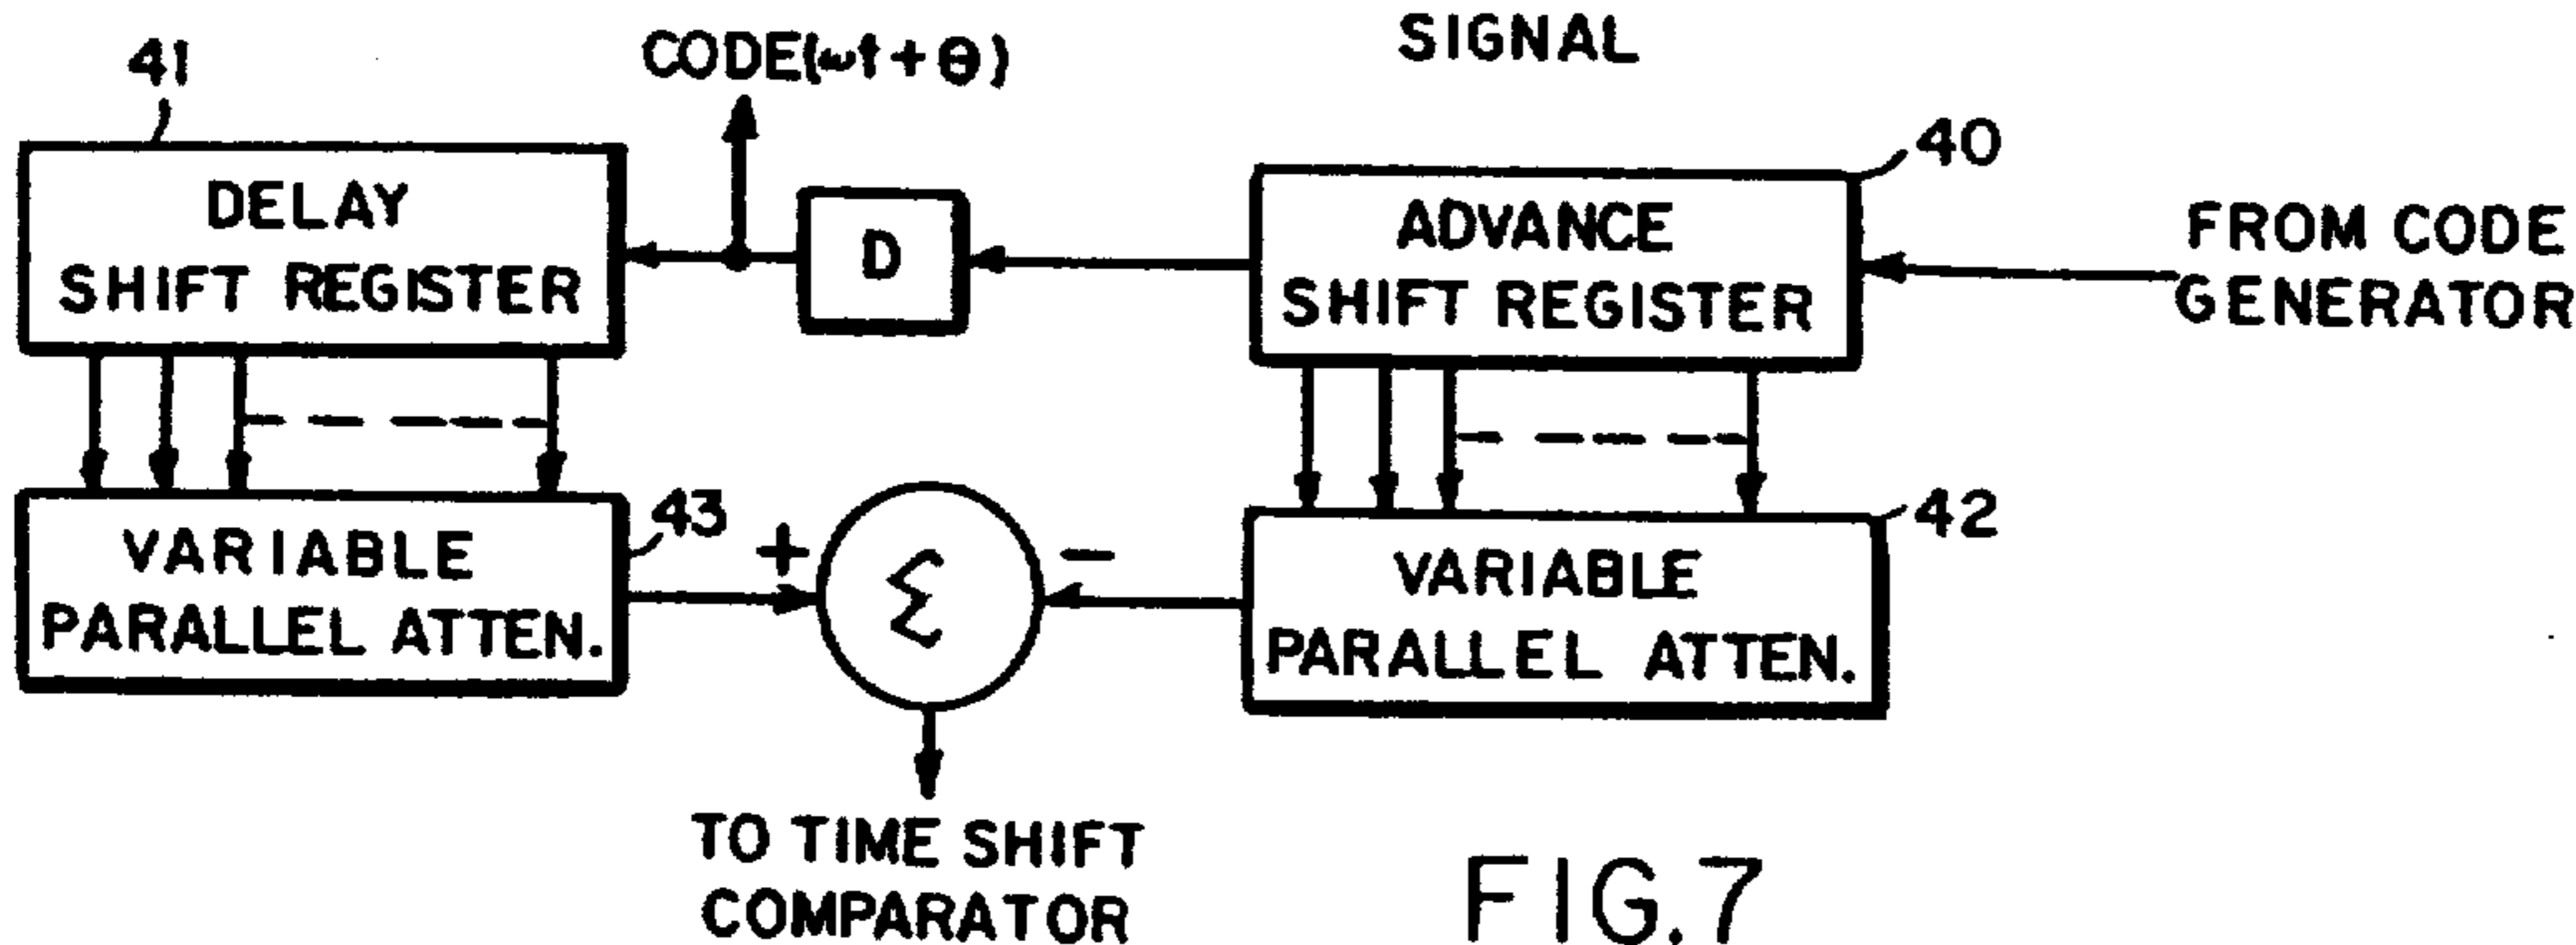 SIGNAL
41
CODE(ωt+θ)
40
DELAY
SHIFT REGISTER
D
ADVANCE
SHIFT REGISTER
FROM CODE
GENERATOR
43
42
VARIABLE
PARALLEL ATTEN.
+
Σ
−
VARIABLE
PARALLEL ATTEN.
TO TIME SHIFT
COMPARATOR
FIG.7